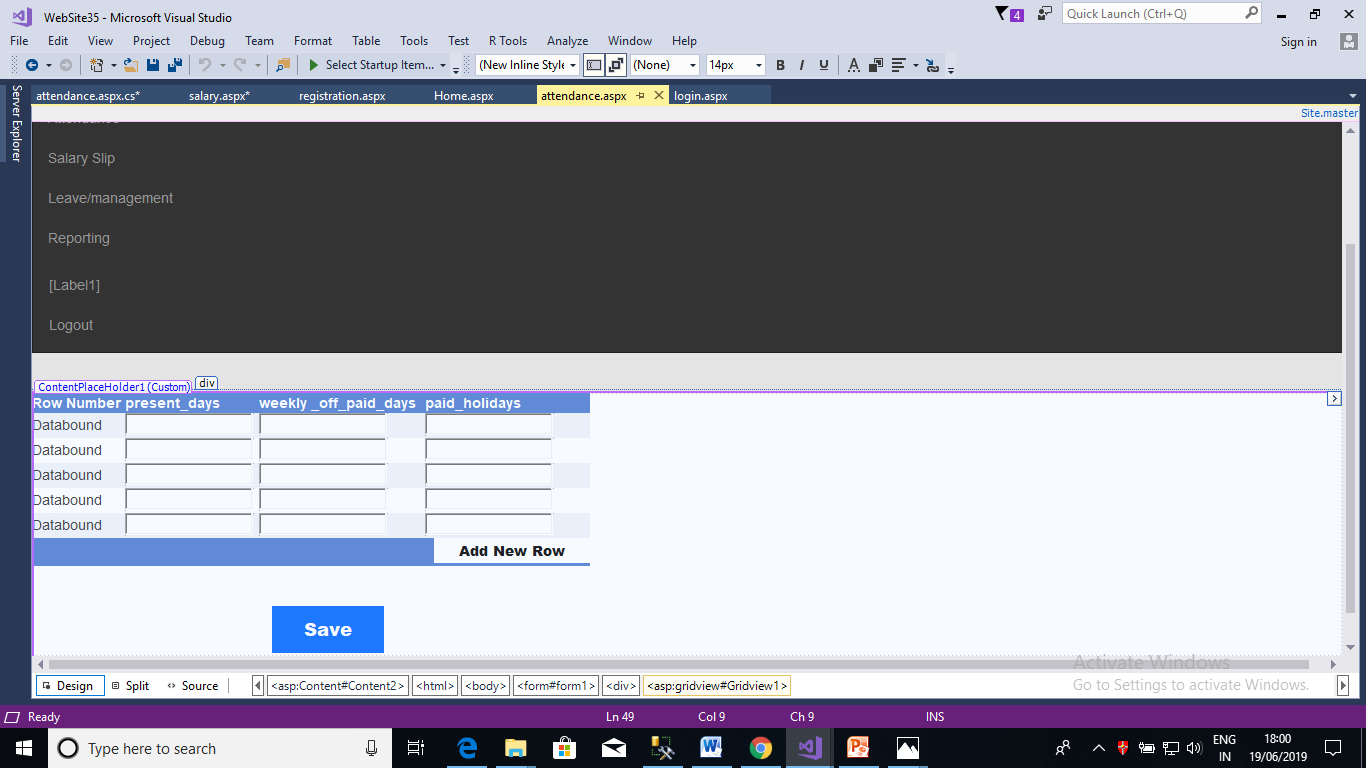 WebSite35 - Microsoft Visual Studio
4
Quick Launch (Ctrl+Q)
File Edit View Project Debug Team Format Table Tools Test R Tools Analyze Window Help
Sign in
Select Startup Item...
(New Inline Style
(None)
14px
B I U A
Server Explorer
attendance.aspx.cs* salary.aspx* registration.aspx Home.aspx attendance.aspx login.aspx
Site.master
Salary Slip
Leave/management
Reporting
[Label1]
Logout
ContentPlaceHolder1 (Custom) div
Row Number present_days weekly _off_paid_days paid_holidays
Databound
Databound
Databound
Databound
Databound
Add New Row
Save
Activate Windows
Go to Settings to activate Windows.
Design Split Source <asp:Content#Content2> <html> <body> <form#form1> <div> <asp:gridview#Gridview1>
Ready Ln 49 Col 9 Ch 9 INS
Type here to search
ENG
IN
18:00
19/06/2019